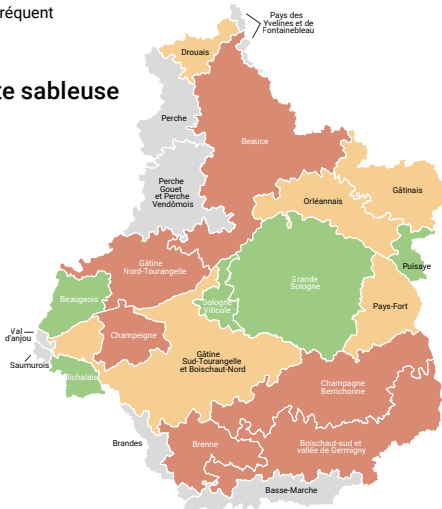 réquent
te sableuse
Pays des
Yvelines et de
Fontainebleau
Drouais
Perche
Beauce
Perche
Gouet
et Perche
Vendômois
Gâtinais
Orléannais
Gâtine
Nord-Tourangelle
Puisaye
Grande
Sologne
Beaugeois
Sologne
Viticole
Pays-Fort
Val
d'anjou
Champeigne
Saumurois
Gâtine
Sud-Tourangelle
et Boischaut-Nord
Richalais
Champagne
Berrichonne
Brandes
Brenne
Boischaut-sud et
vallée de Germigny
Basse-Marche